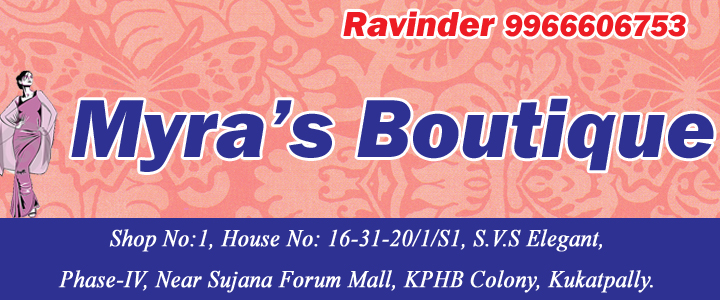 Ravinder 9966606753
Myra's Boutique
Shop No:1, House No: 16-31-20/1/S1, S.V.S Elegant,
Phase-IV, Near Sujana Forum Mall, KPHB Colony, Kukatpally.